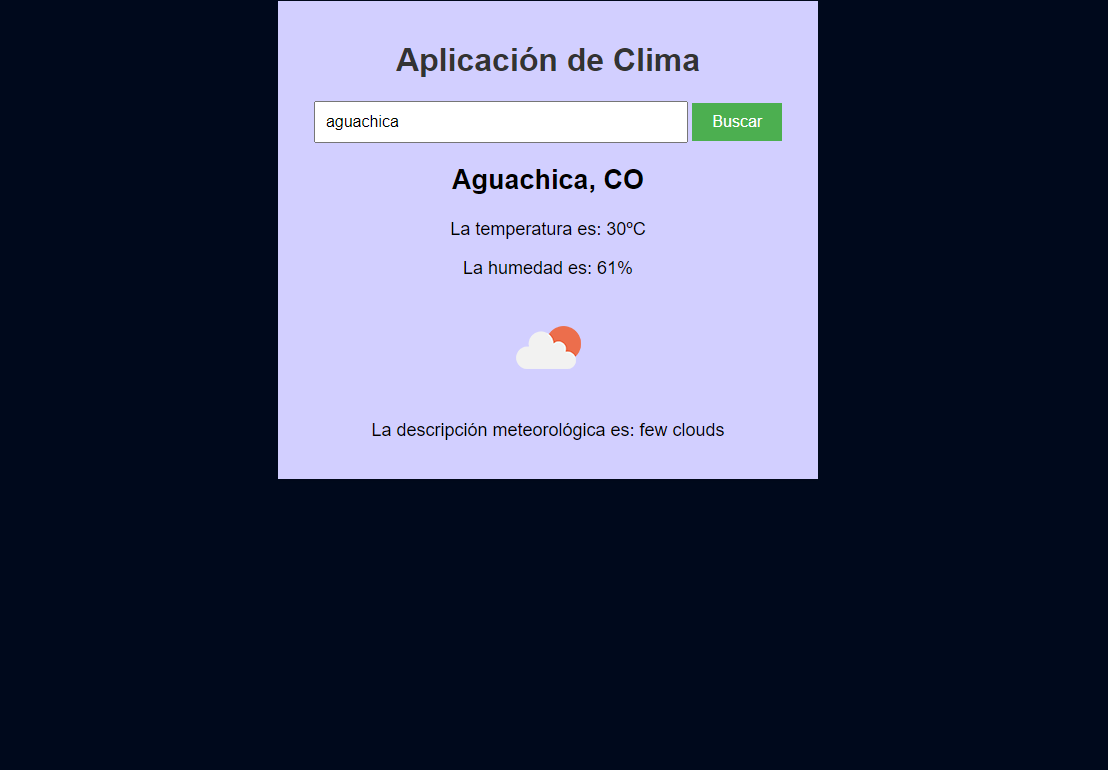 Aplicación de Clima
aguachica Buscar
Aguachica, CO
La temperatura es: 30ºC
La humedad es: 61%
La descripción meteorológica es: few clouds